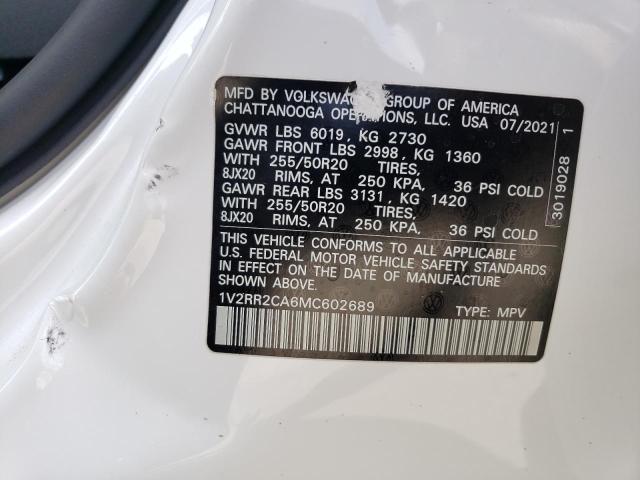 MFD BY VOLKSWAGEN GROUP OF AMERICA
CHATTANOOGA OPERATIONS, LLC. USA 07/2021
GVWR LBS 6019, KG 2730
GAWR FRONT LBS 2998, KG 1360
WITH 255/50R20 TIRES,
8JX20 RIMS, AT 250 KPA, 36 PSI COLD
GAWR REAR LBS 3131, KG 1420
WITH 255/50R20 TIRES,
8JX20 RIMS, AT 250 KPA, 36 PSI COLD
THIS VEHICLE CONFORMS TO ALL APPLICABLE
U.S. FEDERAL MOTOR VEHICLE SAFETY STANDARDS
IN EFFECT ON THE DATE OF MANUFACTURE
SHOWN ABOVE.
1V2RR2CA6MC602689 TYPE: MPV
3019028 1